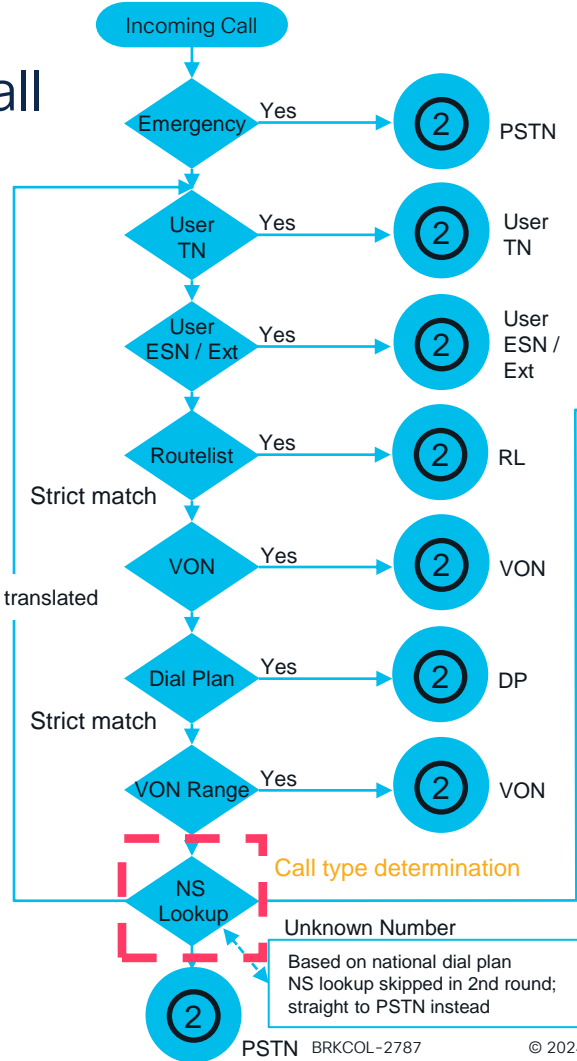 Incoming Call
all
Emergency
Yes
2
PSTN
User
TN
Yes
2
User
TN
User
ESN / Ext
Yes
2
User
ESN /
Ext
Routelist
Yes
2
RL
Strict match
VON
Yes
2
VON
translated
Dial Plan
Yes
2
DP
Strict match
VON Range
Yes
2
VON
Call type determination
NS
Lookup
Unknown Number
Based on national dial plan
NS lookup skipped in 2nd round;
straight to PSTN instead
2
PSTN
BRKCOL-2787
© 202